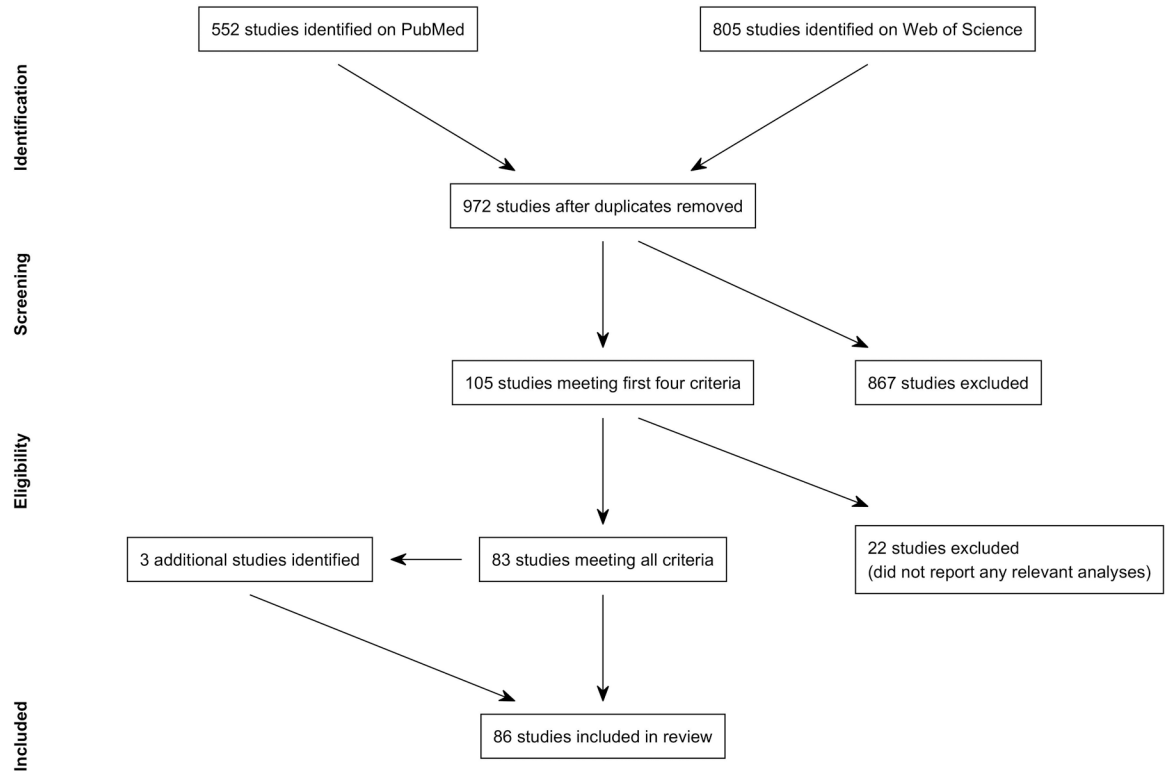 552 studies identified on PubMed
805 studies identified on Web of Science
Identification
972 studies after duplicates removed
Screening
105 studies meeting first four criteria
867 studies excluded
Eligibility
3 additional studies identified
83 studies meeting all criteria
22 studies excluded
(did not report any relevant analyses)
Included
86 studies included in review